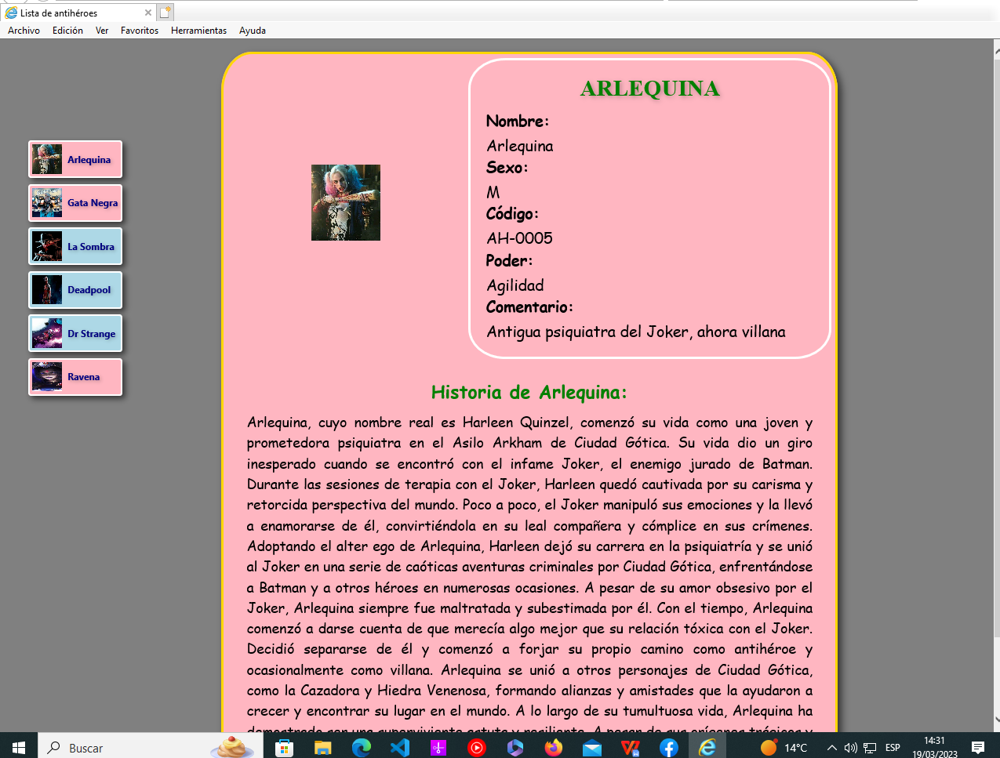 Lista de antihéroes
Archivo Edición Ver Favoritos Herramientas Ayuda
Arlequina
Gata Negra
La Sombra
Deadpool
Dr Strange
Ravena
ARLEQUINA
Nombre:
Arlequina
Sexo:
M
Código:
AH-0005
Poder:
Agilidad
Comentario:
Antigua psiquiatra del Joker, ahora villana
Historia de Arlequina:
Arlequina, cuyo nombre real es Harleen Quinzel, comenzó su vida como una joven y
prometedora psiquiatra en el Asilo Arkham de Ciudad Gótica. Su vida dio un giro
inesperado cuando se encontró con el infame Joker, el enemigo jurado de Batman.
Durante las sesiones de terapia con el Joker, Harleen quedó cautivada por su carisma y
retorcida perspectiva del mundo. Poco a poco, el Joker manipuló sus emociones y la llevó
a enamorarse de él, convirtiéndola en su leal compañera y cómplice en sus crímenes.
Adoptando el alter ego de Arlequina, Harleen dejó su carrera en la psiquiatría y se unió
al Joker en una serie de caóticas aventuras criminales por Ciudad Gótica, enfrentándose
a Batman y a otros héroes en numerosas ocasiones. A pesar de su amor obsesivo por el
Joker, Arlequina siempre fue maltratada y subestimada por él. Con el tiempo, Arlequina
comenzó a darse cuenta de que merecía algo mejor que su relación tóxica con el Joker.
Decidió separarse de él y comenzó a forjar su propio camino como antihéroe y
ocasionalmente como villana. Arlequina se unió a otros personajes de Ciudad Gótica,
como la Cazadora y Hiedra Venenosa, formando alianzas y amistades que la ayudaron a
crecer y encontrar su lugar en el mundo. A lo largo de su tumultuosa vida, Arlequina ha
demostrado ser una superviviente astuta y resiliente. A pesar de sus orígenes trágicos y
Buscar
14°C
ESP
14:31
19/03/2023